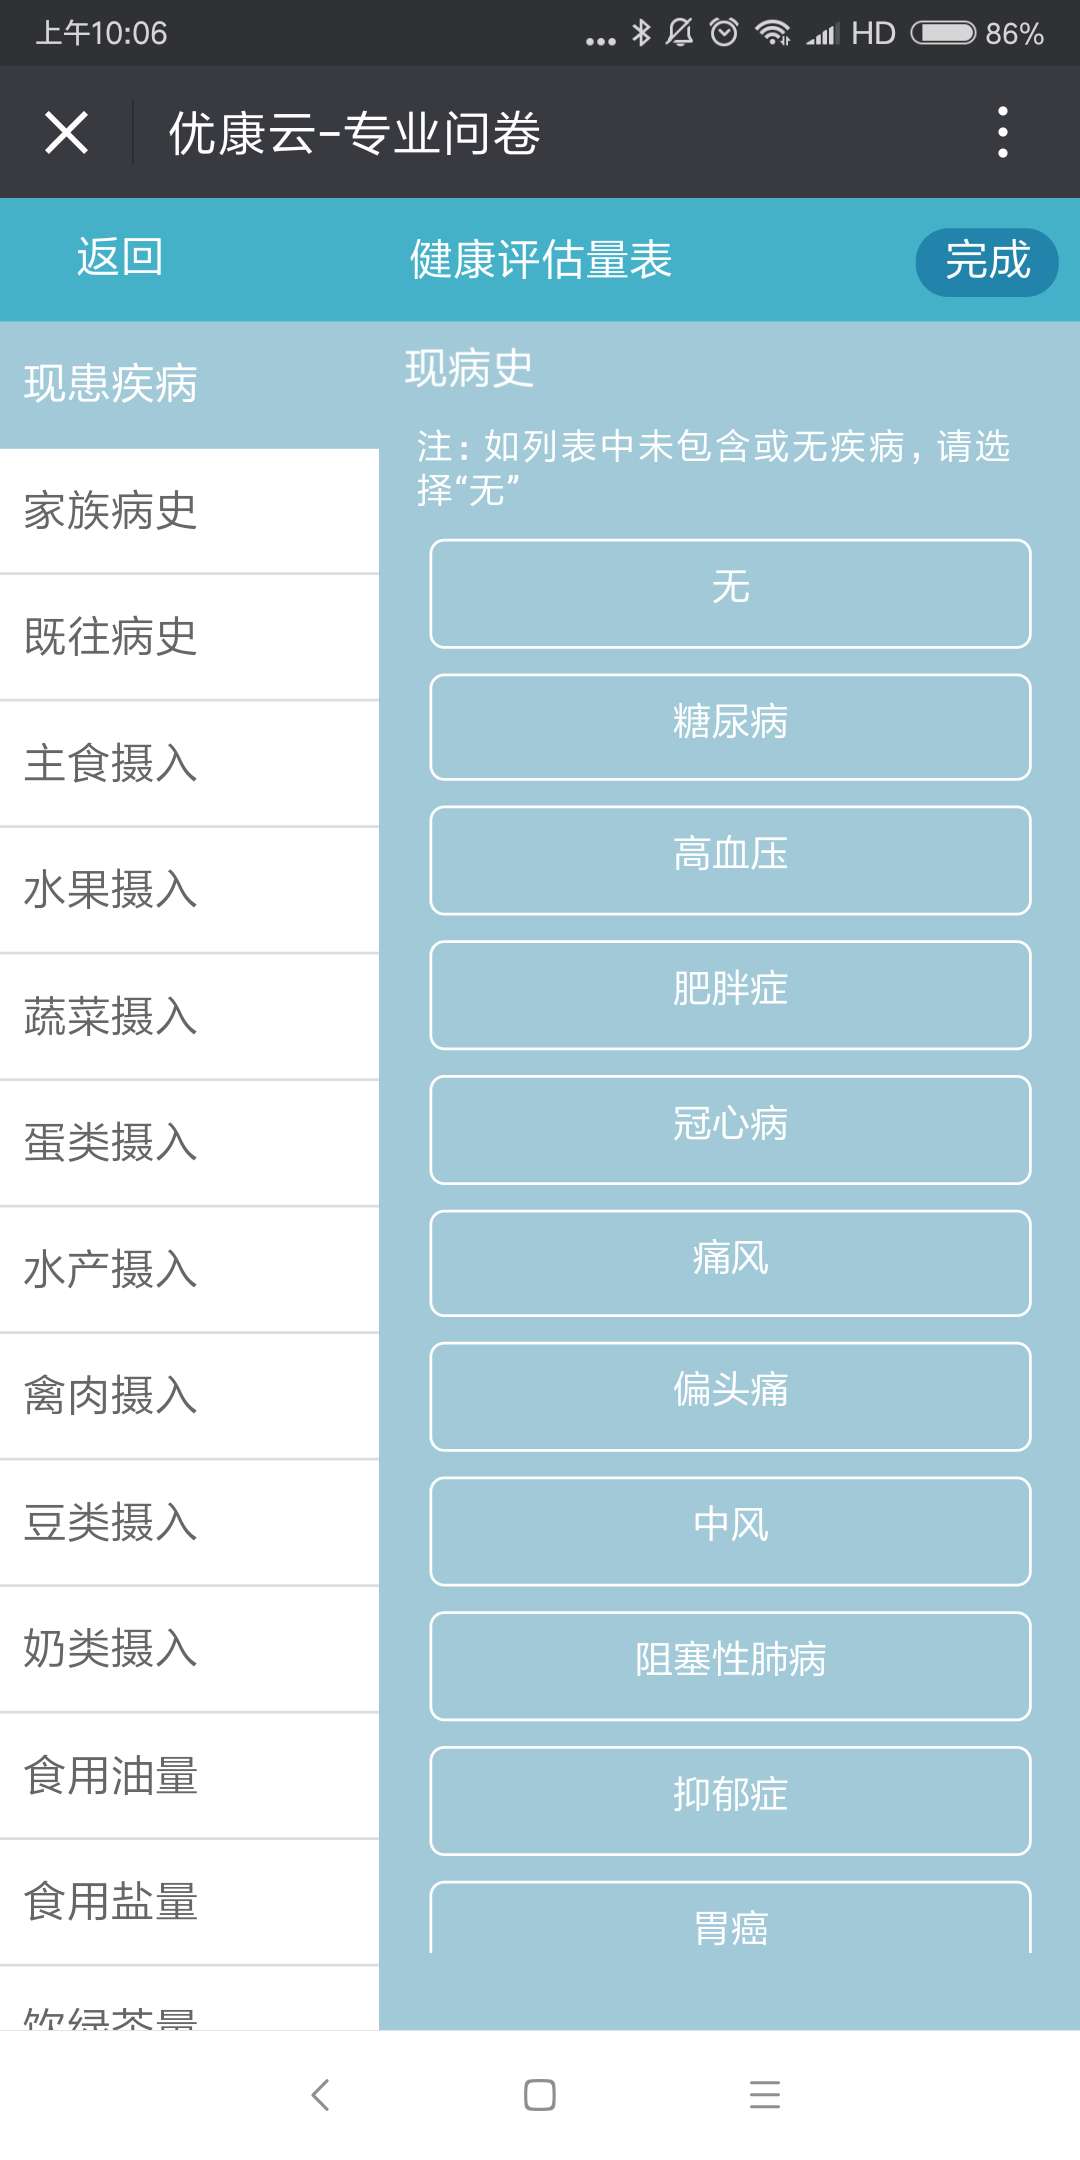 上午10:06
HD
86%
优康云-专业问卷
返回
健康评估量表
完成
现患疾病
家族病史
既往病史
主食摄入
水果摄入
蔬菜摄入
蛋类摄入
水产摄入
禽肉摄入
豆类摄入
奶类摄入
食用油量
食用盐量
饮绿茶量
现病史
注：如列表中未包含或无疾病，请选
择“无”
无
糖尿病
高血压
肥胖症
冠心病
痛风
偏头痛
中风
阻塞性肺病
抑郁症
胃癌